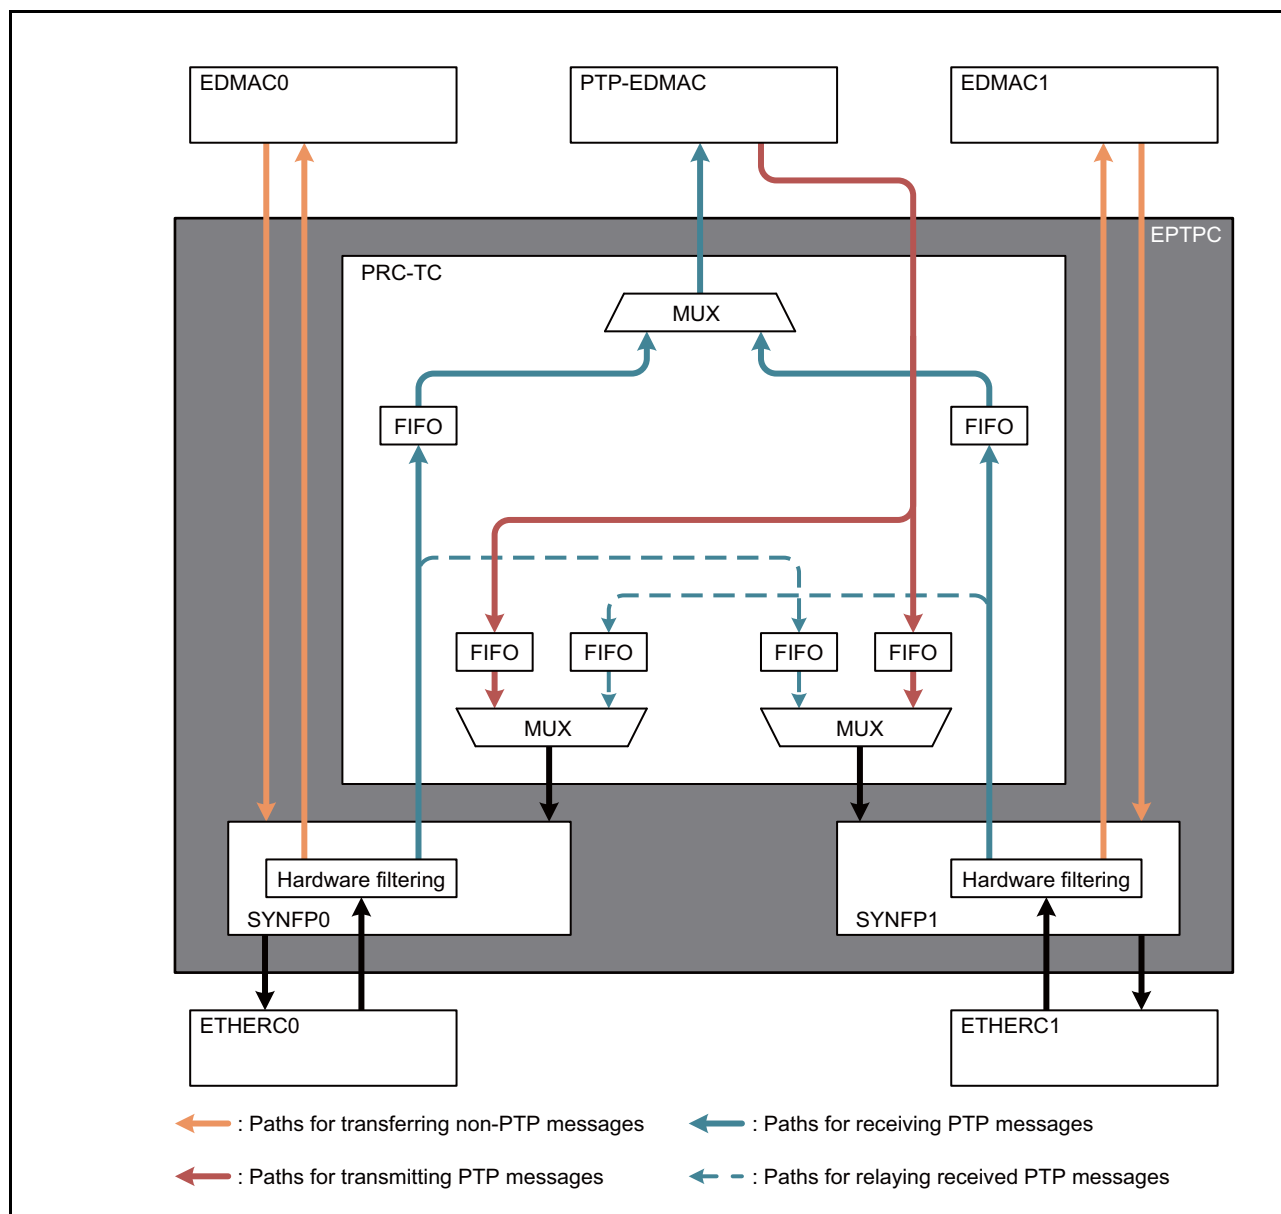 EDMAC0
PTP-EDMAC
EDMAC1
EPTPC
PRC-TC
MUX
FIFO
FIFO
FIFO
FIFO
FIFO
FIFO
MUX
MUX
Hardware filtering
Hardware filtering
SYNFP0
SYNFP1
ETHERC0
ETHERC1
: Paths for transferring non-PTP messages
: Paths for receiving PTP messages
: Paths for transmitting PTP messages
: Paths for relaying received PTP messages